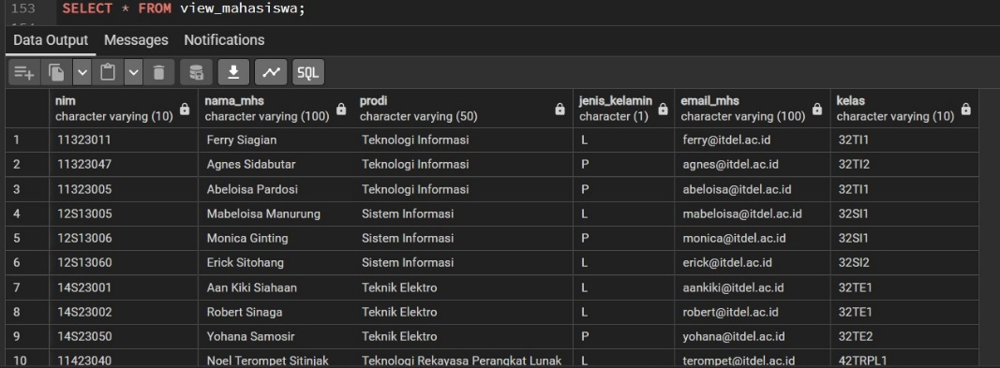 153 SELECT * FROM view_mahasiswa;
Data Output Messages Notifications
SQL
nim nama_mhs prodi jenis_kelamin email_mhs kelas
character varying (10) character varying (100) character varying (50) character (1) character varying (100) character varying (10)
1 11323011 Ferry Siagian Teknologi Informasi L ferry@itdel.ac.id 32TI1
2 11323047 Agnes Sidabutar Teknologi Informasi P agnes@itdel.ac.id 32TI2
3 11323005 Abeloisa Pardosi Teknologi Informasi P abeloisa@itdel.ac.id 32TI1
4 12S13005 Mabeloisa Manurung Sistem Informasi L mabeloisa@itdel.ac.id 32SI1
5 12S13006 Monica Ginting Sistem Informasi P monica@itdel.ac.id 32SI1
6 12S13060 Erick Sitohang Sistem Informasi L erick@itdel.ac.id 32SI2
7 14S23001 Aan Kiki Siahaan Teknik Elektro L aankiki@itdel.ac.id 32TE1
8 14S23002 Robert Sinaga Teknik Elektro L robert@itdel.ac.id 32TE1
9 14S23050 Yohana Samosir Teknik Elektro P yohana@itdel.ac.id 32TE2
10 11423040 Noel Terompet Sitinjak Teknologi Rekayasa Perangkat Lunak L terompet@itdel.ac.id 42TRPL1